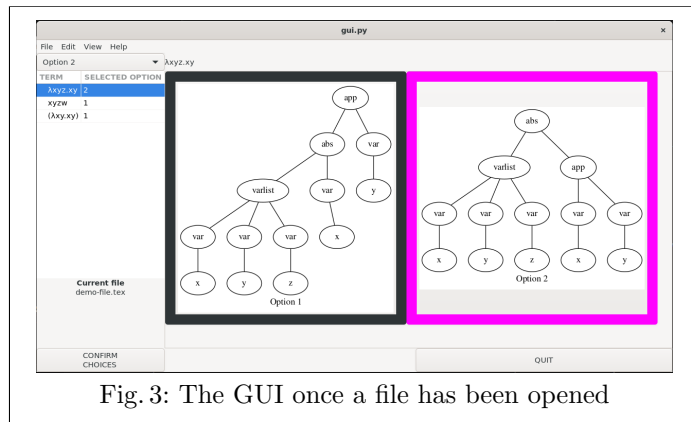 gui.py ×
File Edit View Help
Option 2 λxyz.xy
TERM SELECTED OPTION
λxyz.xy 2
xyzw 1
(λxy.xy) 1
Current file
demo-file.tex
app
abs var
varlist var y
var var var x
x y z
Option 1
abs
varlist app
var var var var var
x y z x y
Option 2
CONFIRM
CHOICES
QUIT
Fig. 3: The GUI once a file has been opened